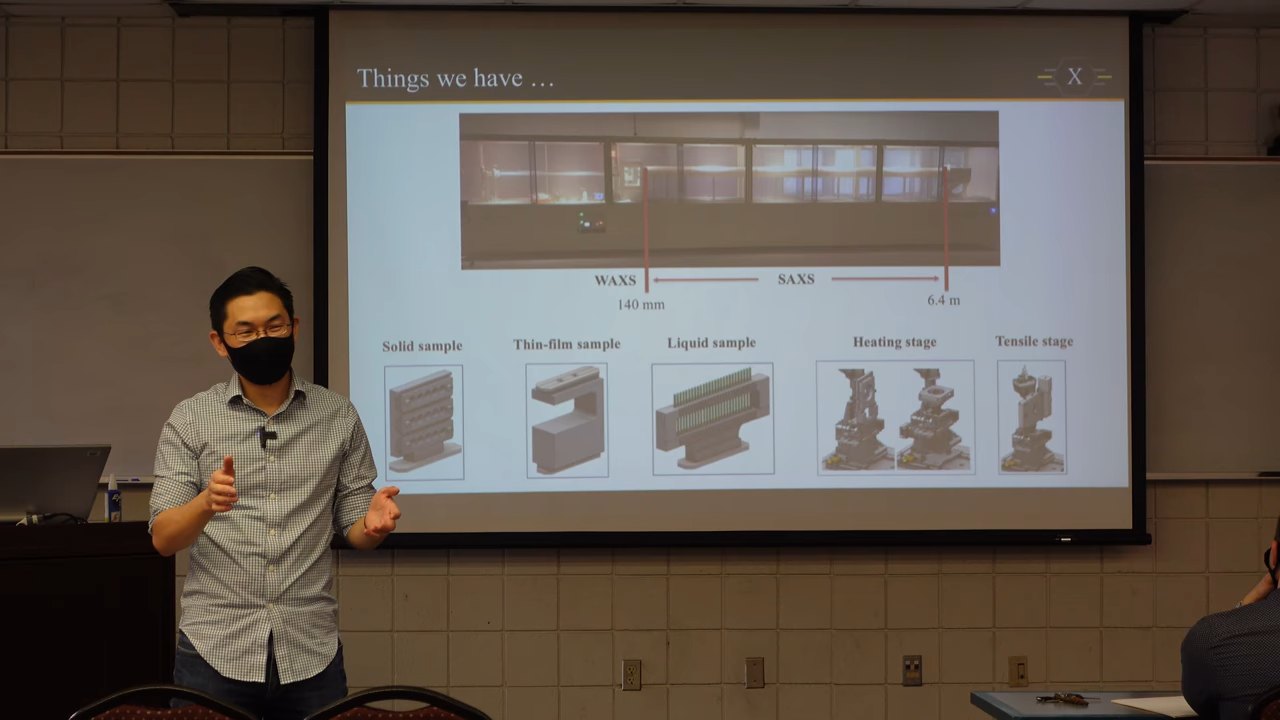 Things we have ...
X
WAXS
SAXS
140 mm
6.4 m
Solid sample
Thin-film sample
Liquid sample
Heating stage
Tensile stage